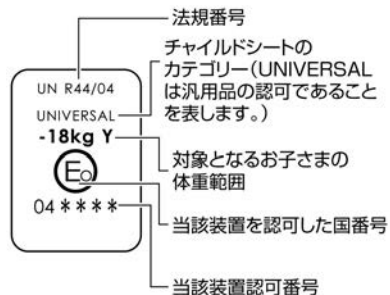 法規番号
チャイルドシートの
カテゴリー(UNIVERSAL
は汎用品の認可であること
を表します。)
対象となるお子さまの
体重範囲
当該装置を認可した国番号
当該装置認可番号
UN R44/04
UNIVERSAL
-18kg Y
E○
04＊＊＊＊